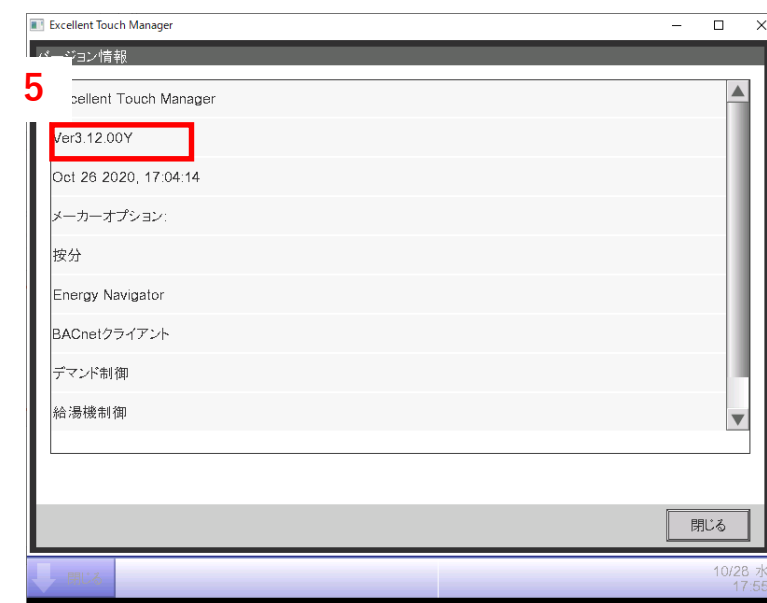 Excellent Touch Manager
バージョン情報
5
cellent Touch Manager
Ver3.12.00Y
Oct 26 2020, 17:04:14
メーカーオプション:
按分
Energy Navigator
BACnetクライアント
デマンド制御
給湯機制御
閉じる
閉じる
10/28 水
17:55